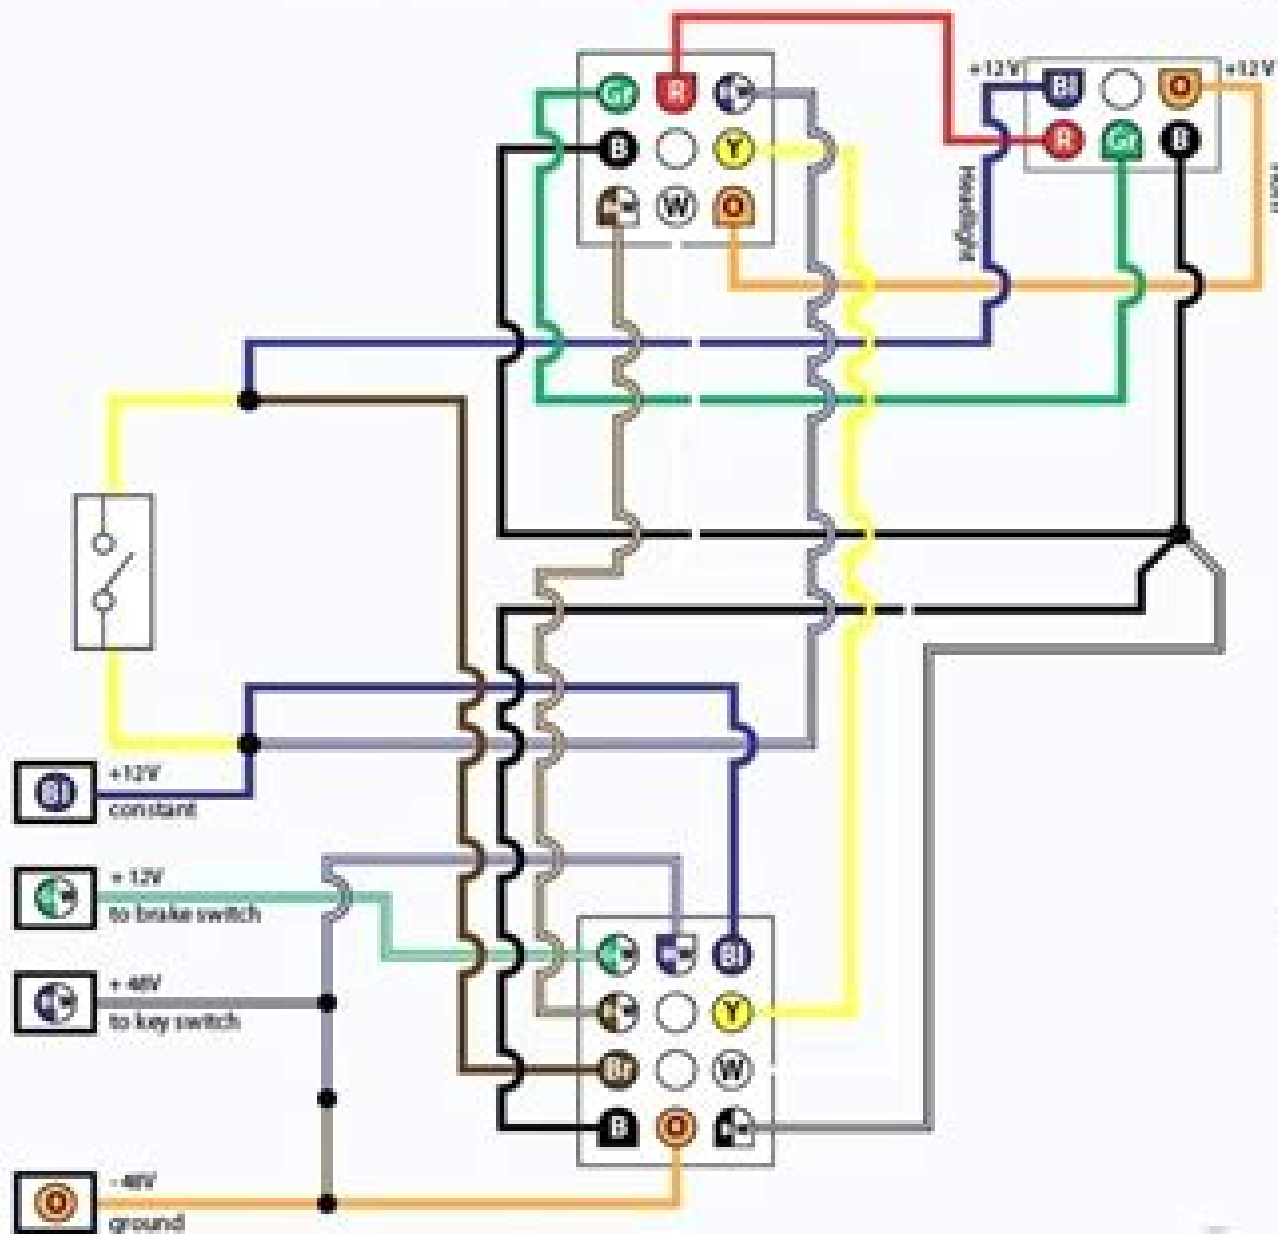 Gr R
B Y
W O
+12V Bl O +12V
R Gr B
Headlight
Bl +12V
constant
+ 12V
to brake switch
+ 48V
to key switch
O -48V
ground
Bl
Y
Br W
B O